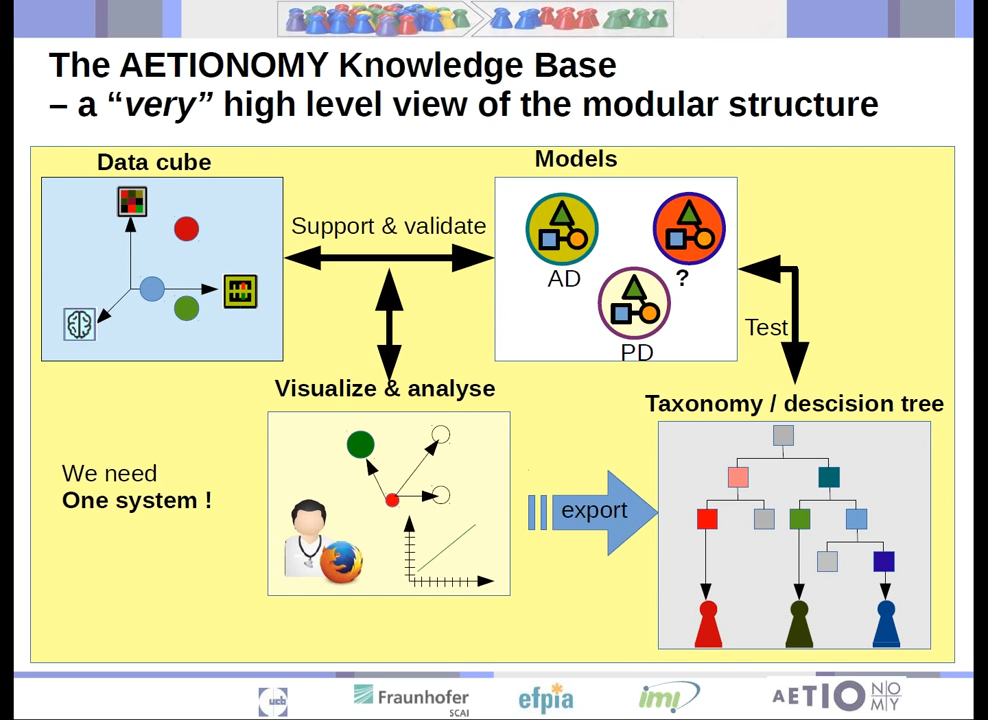 The AETIONOMY Knowledge Base
– a “very” high level view of the modular structure
Data cube
Models
Support & validate
AD
?
PD
Test
Visualize & analyse
Taxonomy / descision tree
We need
One system !
export
ucb
Fraunhofer
SCAI
efpia
imi
AETIONOMY